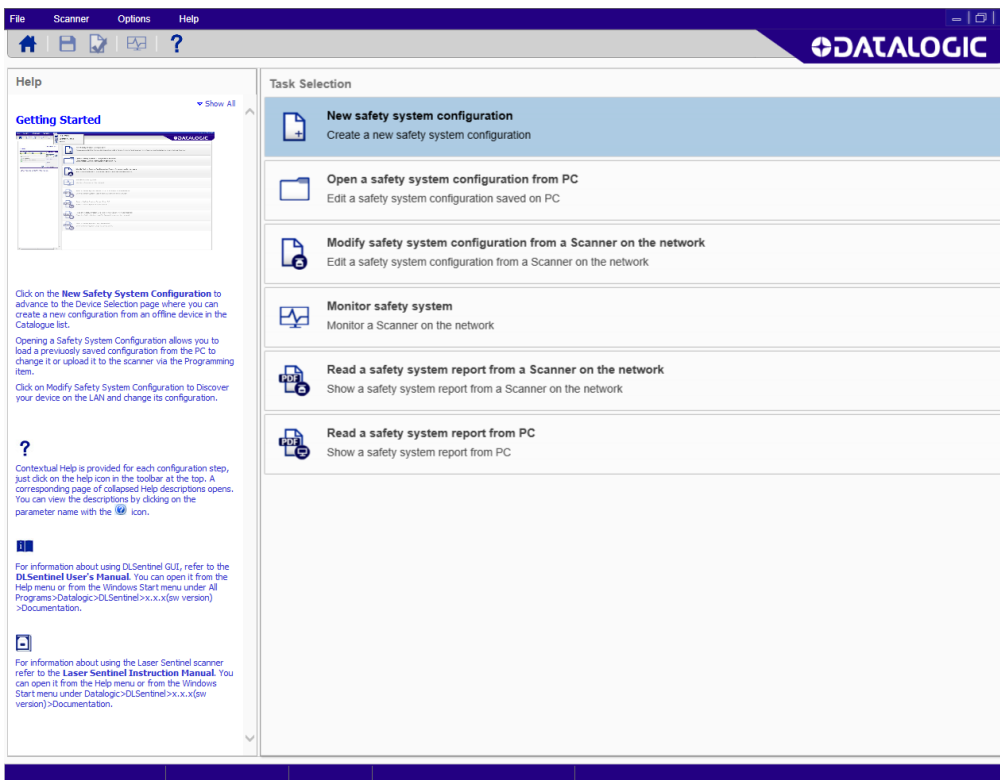 File Scanner Options Help
DATALOGIC
Help
Show All
Getting Started
Click on the New Safety System Configuration to
advance to the Device Selection page where you can
create a new configuration from an offline device in the
Catalogue list.
Opening a Safety System Configuration allows you to
load a previuosly saved configuration from the PC to
change it or upload it to the scanner via the Programming
item.
Click on Modify Safety System Configuration to Discover
your device on the LAN and change its configuration.
?
Contextual Help is provided for each configuration step,
just click on the help icon in the toolbar at the top. A
corresponding page of collapsed Help descriptions opens.
You can view the descriptions by clicking on the
parameter name with the ? icon.
For information about using DLSentinel GUI, refer to the
DLSentinel User's Manual. You can open it from the
Help menu or from the Windows Start menu under All
Programs>Datalogic>DLSentinel>x.x.x(sw version)
>Documentation.
For information about using the Laser Sentinel scanner
refer to the Laser Sentinel Instruction Manual. You
can open it from the Help menu or from the Windows
Start menu under Datalogic>DLSentinel>x.x.x(sw
version)>Documentation.
Task Selection
New safety system configuration
Create a new safety system configuration
Open a safety system configuration from PC
Edit a safety system configuration saved on PC
Modify safety system configuration from a Scanner on the network
Edit a safety system configuration from a Scanner on the network
Monitor safety system
Monitor a Scanner on the network
PDF
Read a safety system report from a Scanner on the network
Show a safety system report from a Scanner on the network
PDF
Read a safety system report from PC
Show a safety system report from PC